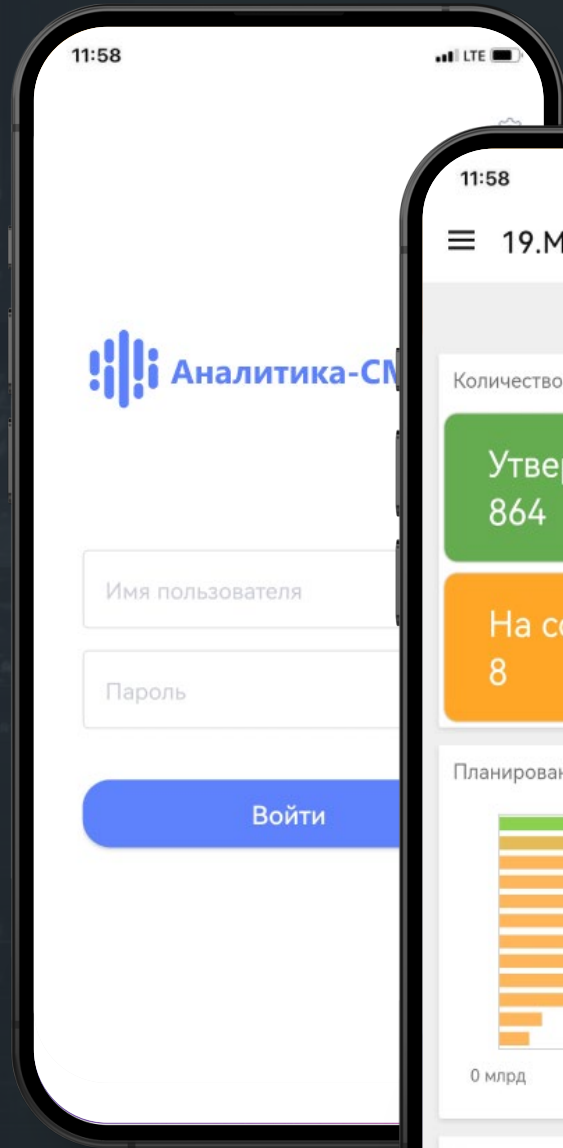 11:58
LTE
Аналитика-СМ
Имя пользователя
Пароль
Войти
11:58
19.М
Количество
Утвер
864
На со
8
Планирован
0 млрд